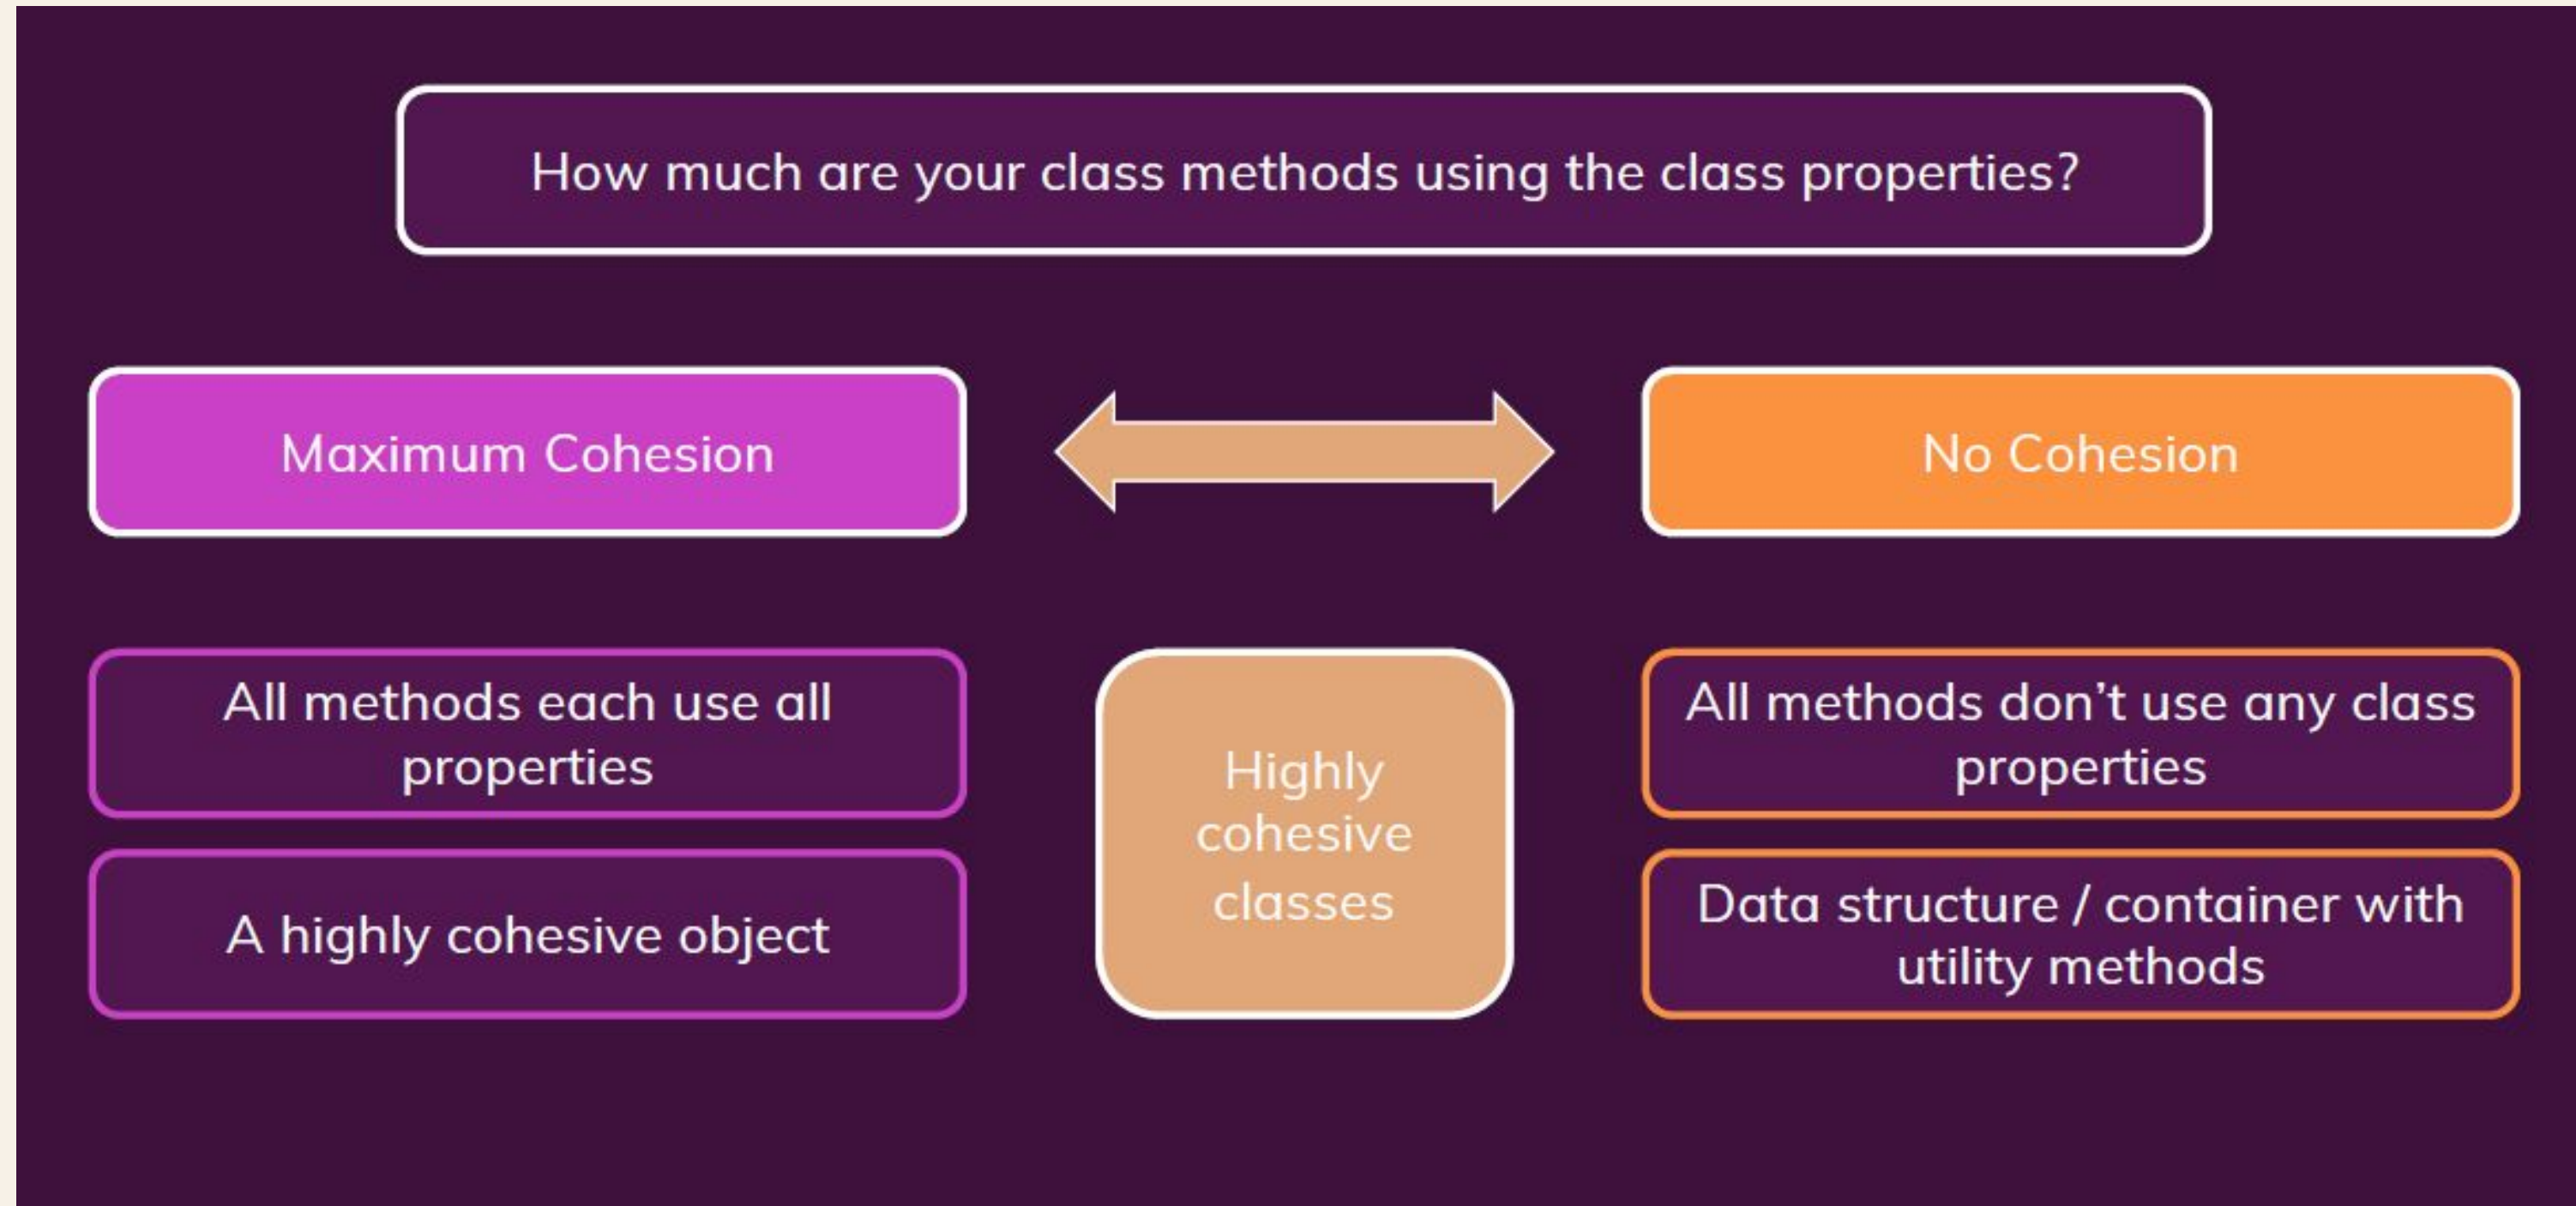 How much are your class methods using the class properties?
Maximum Cohesion
No Cohesion
All methods each use all
properties
A highly cohesive object
Highly
cohesive
classes
All methods don’t use any class
properties
Data structure / container with
utility methods